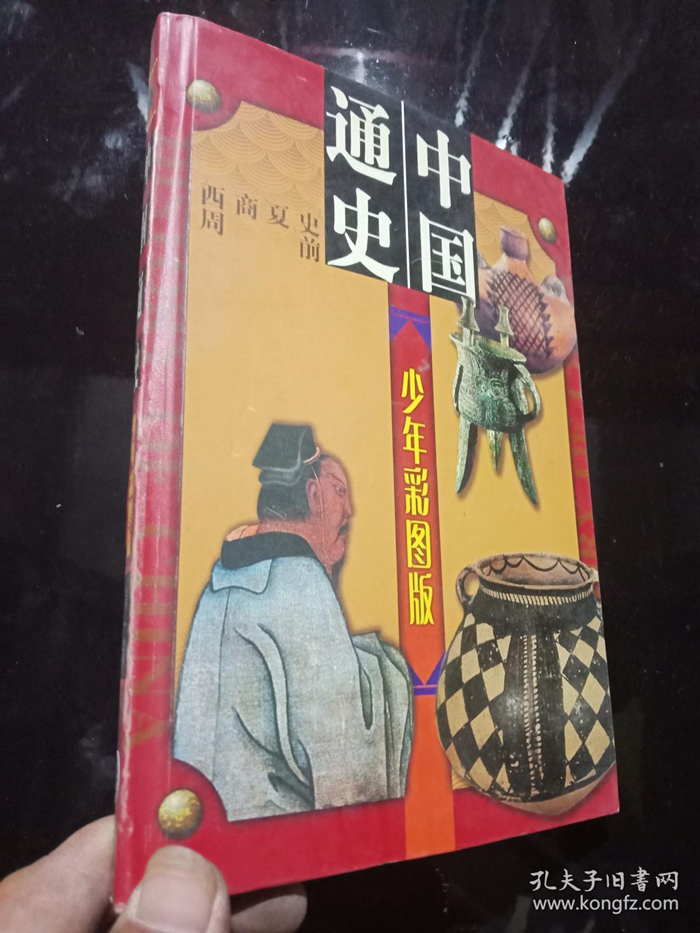 中国
通史
史前
夏
商
西周
少年彩图版
孔夫子旧书网
www.kongfz.com